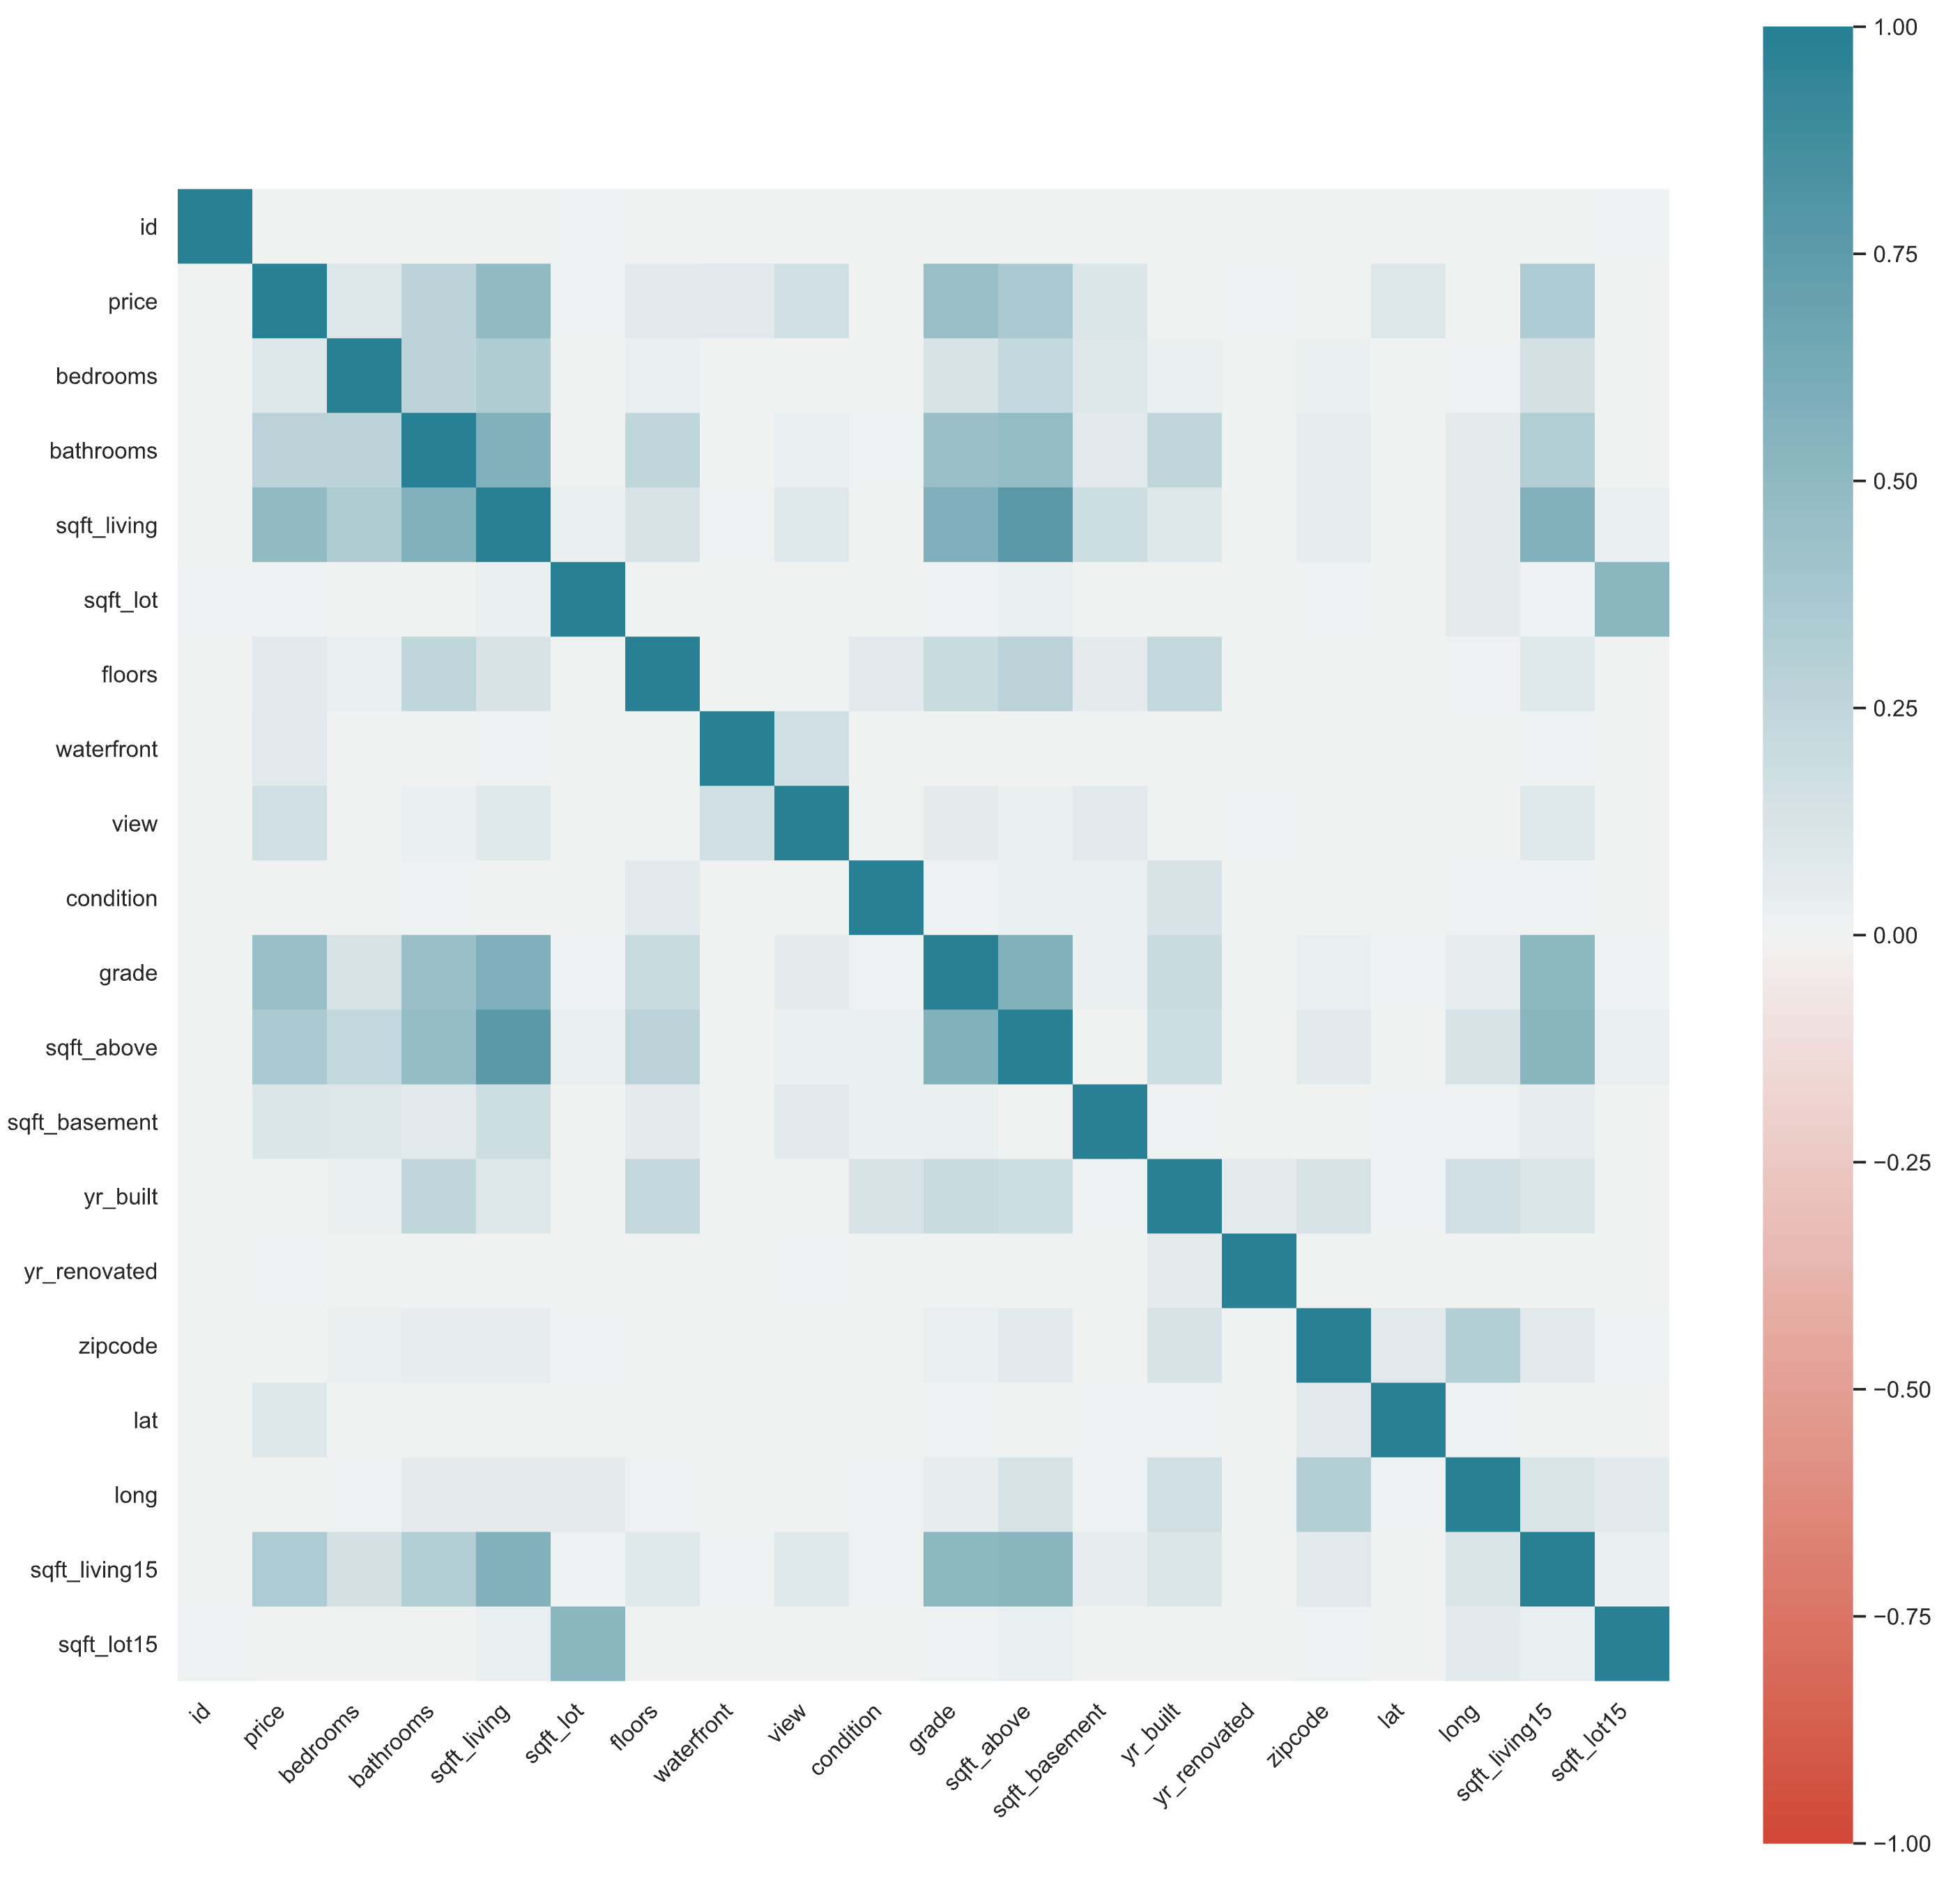 id
price
bedrooms
bathrooms
sqft_living
sqft_lot
floors
waterfront
view
condition
grade
sqft_above
sqft_basement
yr_built
yr_renovated
zipcode
lat
long
sqft_living15
sqft_lot15
id
price
bedrooms
bathrooms
sqft_living
sqft_lot
floors
waterfront
view
condition
grade
sqft_above
sqft_basement
yr_built
yr_renovated
zipcode
lat
long
sqft_living15
sqft_lot15
1.00
0.75
0.50
0.25
0.00
−0.25
−0.50
−0.75
−1.00